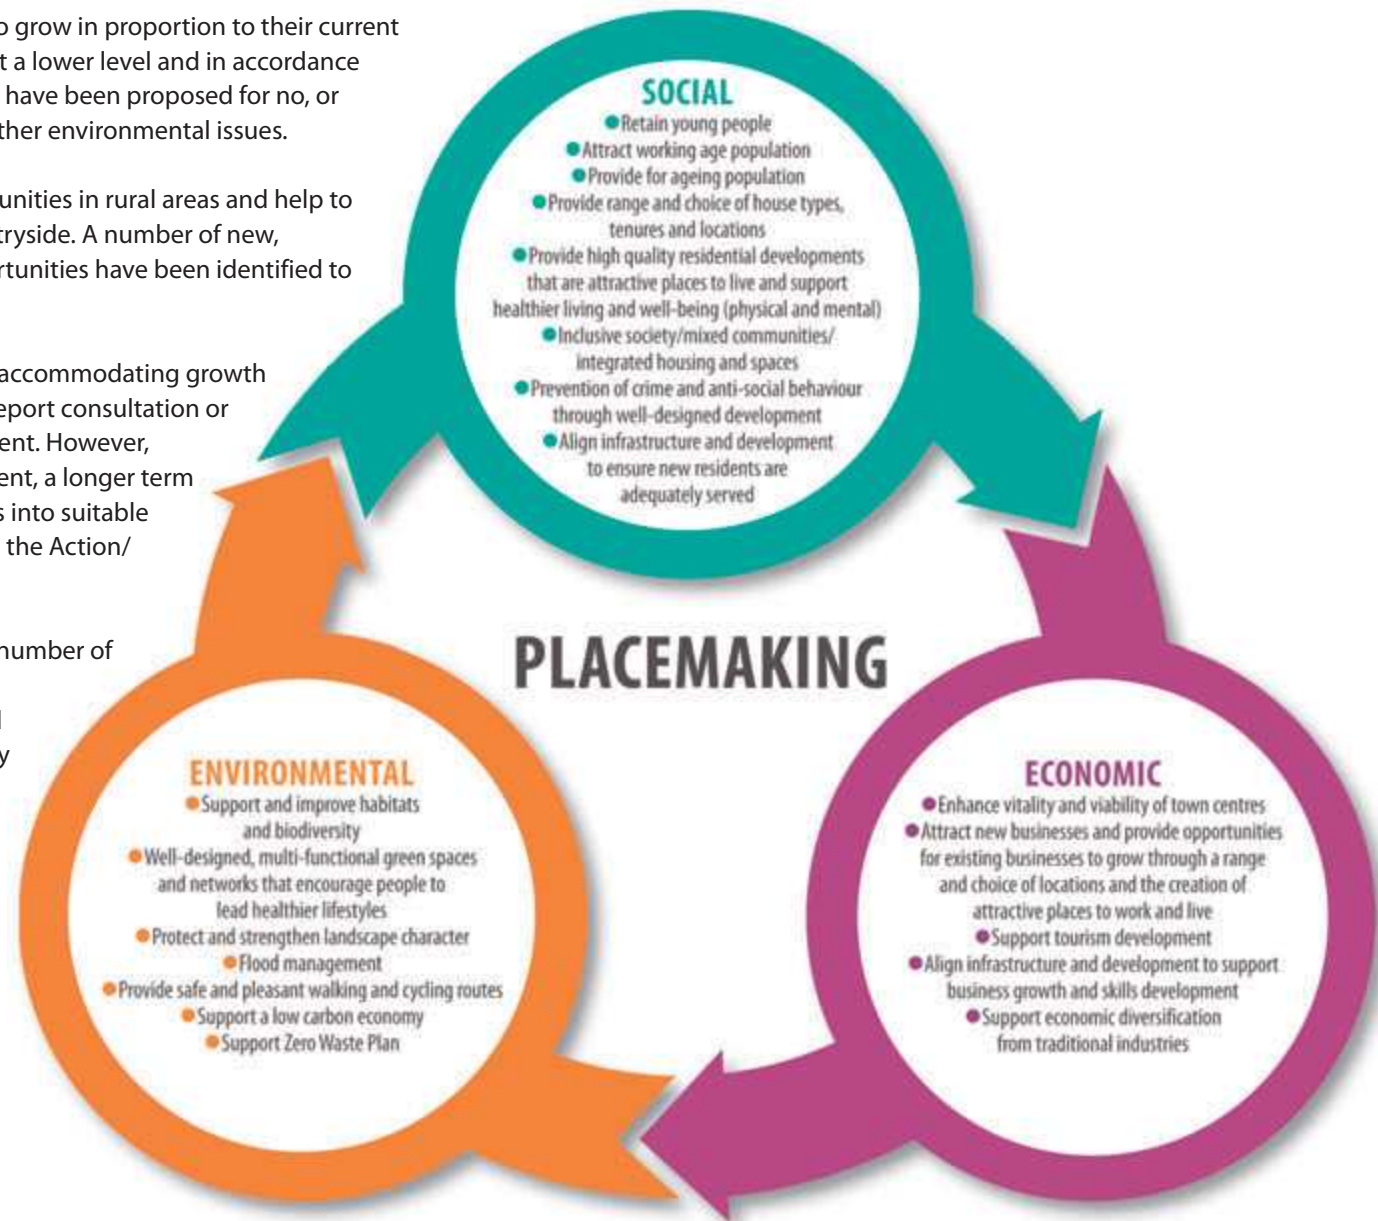 o grow in proportion to their current
t a lower level and in accordance
have been proposed for no, or
ther environmental issues.
unities in rural areas and help to
tryside. A number of new,
rtunities have been identified to
accommodating growth
eport consultation or
ent. However,
ent, a longer term
s into suitable
the Action/
number of
y
SOCIAL
●Retain young people
●Attract working age population
●Provide for ageing population
●Provide range and choice of house types,
tenures and locations
●Provide high quality residential developments
that are attractive places to live and support
healthier living and well-being (physical and mental)
●Inclusive society/mixed communities/
integrated housing and spaces
●Prevention of crime and anti-social behaviour
through well-designed development
●Align infrastructure and development
to ensure new residents are
adequately served
PLACEMAKING
ENVIRONMENTAL
●Support and improve habitats
and biodiversity
●Well-designed, multi-functional green spaces
and networks that encourage people to
lead healthier lifestyles
●Protect and strengthen landscape character
●Flood management
●Provide safe and pleasant walking and cycling routes
●Support a low carbon economy
●Support Zero Waste Plan
ECONOMIC
●Enhance vitality and viability of town centres
●Attract new businesses and provide opportunities
for existing businesses to grow through a range
and choice of locations and the creation of
attractive places to work and live
●Support tourism development
●Align infrastructure and development to support
business growth and skills development
●Support economic diversification
from traditional industries